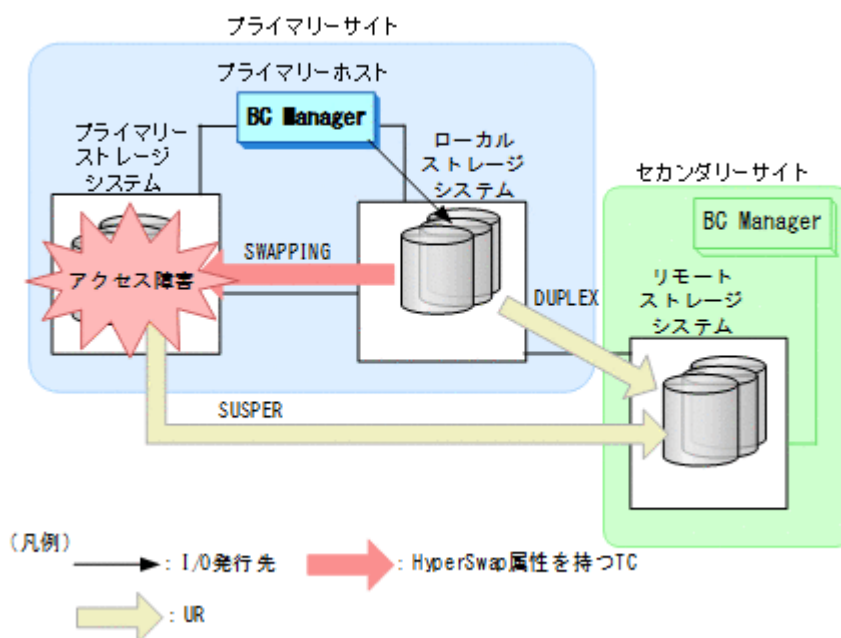 プライマリーサイト
プライマリーホスト
BC Manager
プライマリー
ストレージ
システム
ローカル
ストレージ
システム
セカンダリーサイト
BC Manager
SWAPPING
アクセス障害
DUPLEX
リモート
ストレージ
システム
SUSPER
(凡例)
: I/O発行先
: HyperSwap属性を持つTC
: UR